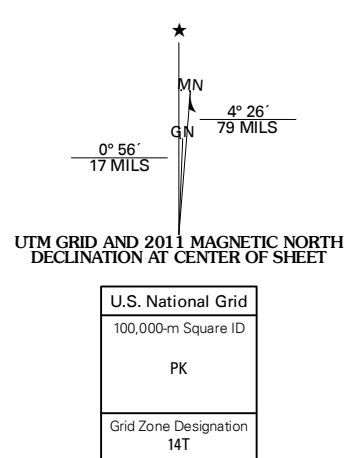 ★
MN
4° 26´
79 MILS
GN
0° 56´
17 MILS
UTM GRID AND 2011 MAGNETIC NORTH
DECLINATION AT CENTER OF SHEET
U.S. National Grid
100,000-m Square ID
PK
Grid Zone Designation
14T